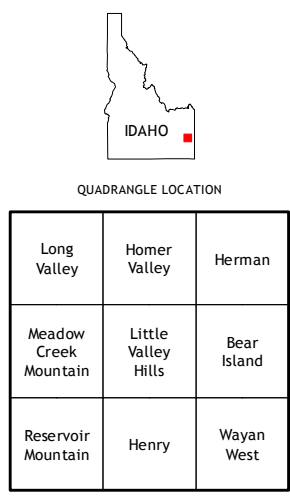 IDAHO
QUADRANGLE LOCATION
Long
Valley
Homer
Valley
Herman
Meadow
Creek
Mountain
Little
Valley
Hills
Bear
Island
Reservoir
Mountain
Henry
Wayan
West